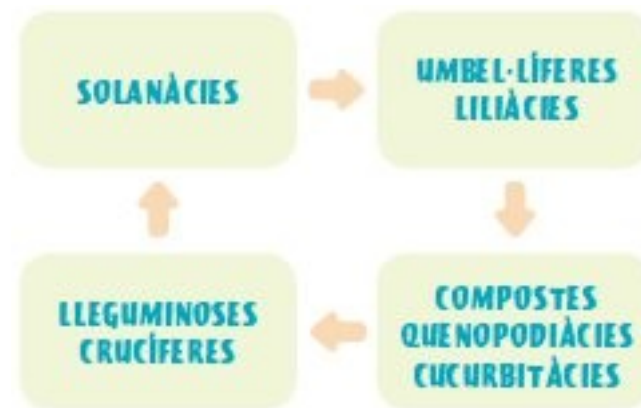 SOLANÀCIES
UMBEL·LÍFERES
LILIÀCIES
COMPOSTES
QUENOPODIÀCIES
CUCURBITÀCIES
LLEGUMINOSES
CRUCÍFERES